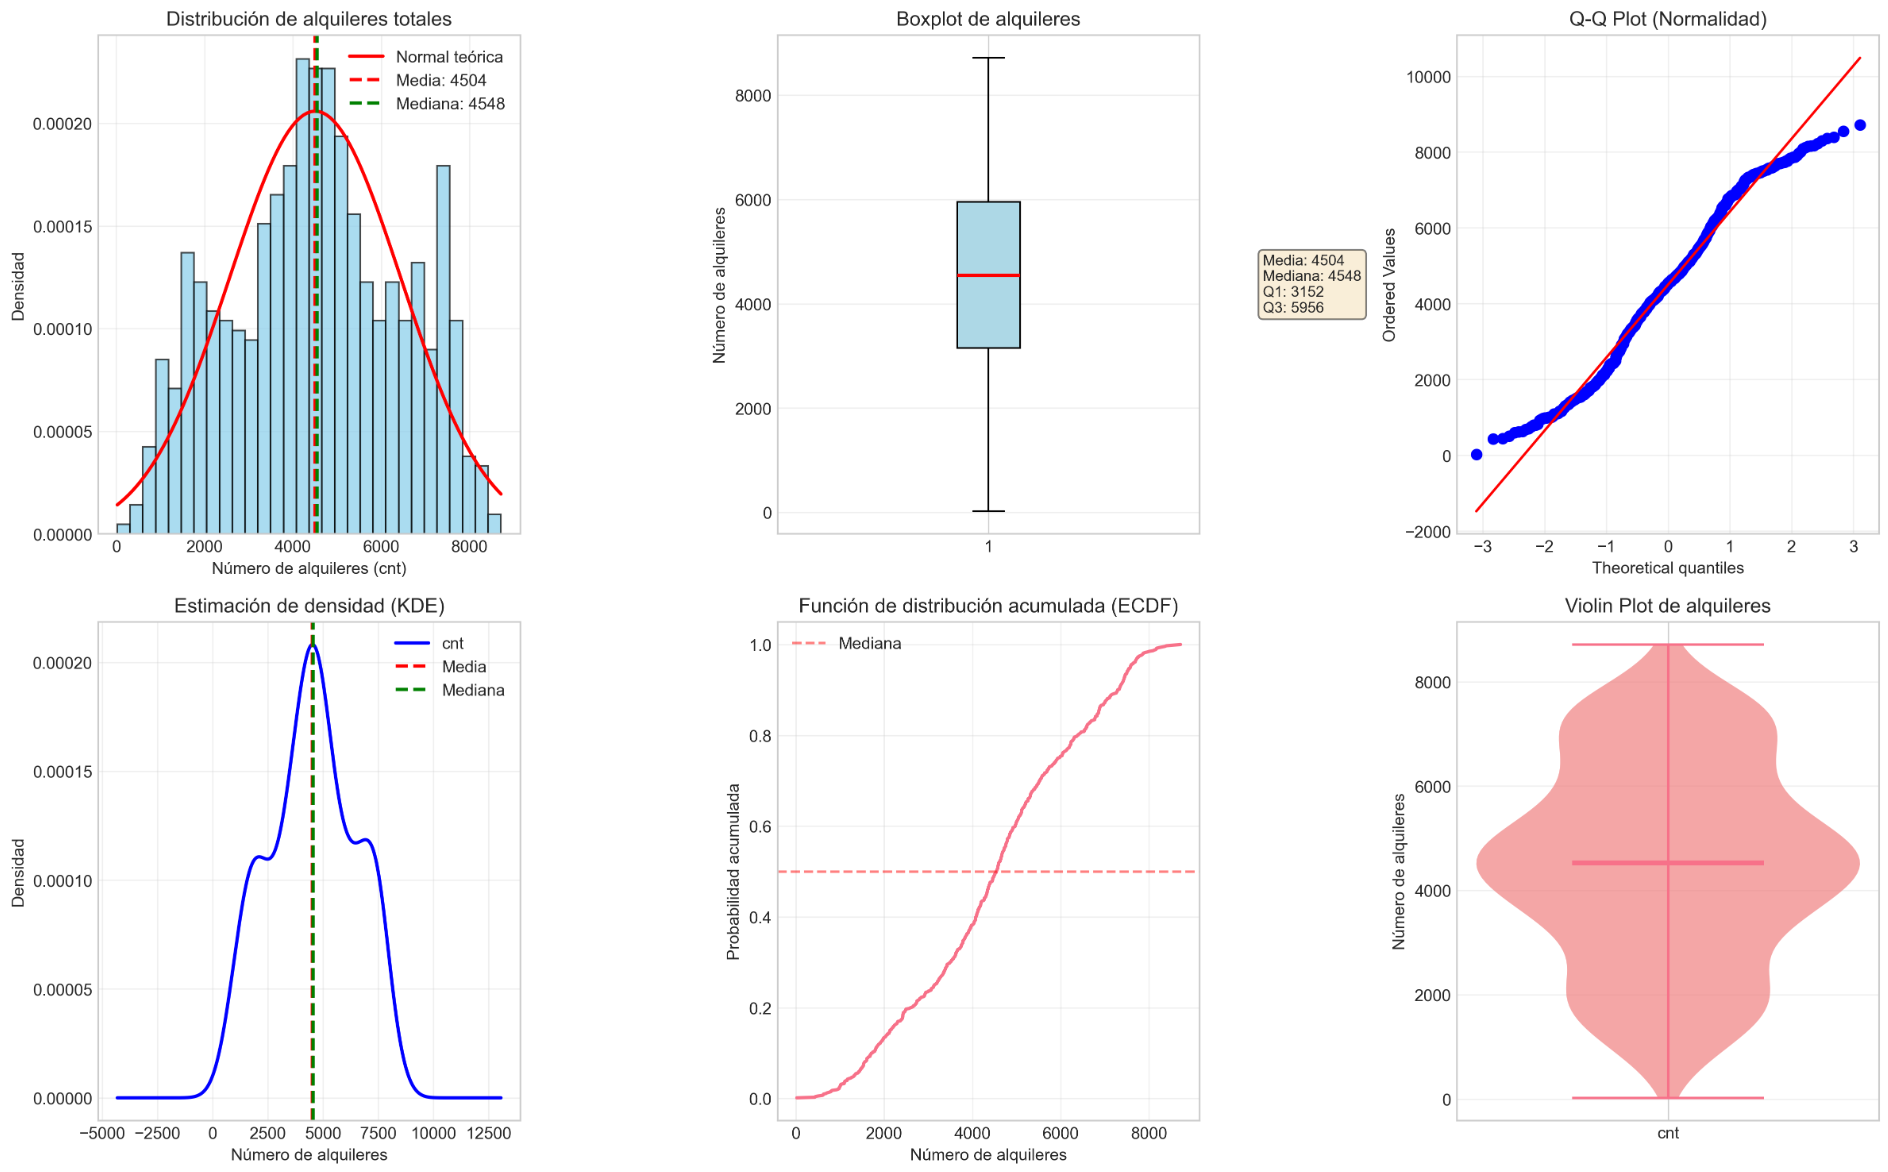 Distribución de alquileres totales
Normal teórica
Media: 4504
Mediana: 4548
0.00020
0.00015
0.00010
0.00005
0.00000
Densidad
0 2000 4000 6000 8000
Número de alquileres (cnt)
Boxplot de alquileres
8000
6000
4000
2000
0
Número de alquileres
1
Media: 4504
Mediana: 4548
Q1: 3152
Q3: 5956
Q-Q Plot (Normalidad)
10000
8000
6000
4000
2000
0
−2000
Ordered Values
−3 −2 −1 0 1 2 3
Theoretical quantiles
Estimación de densidad (KDE)
cnt
Media
Mediana
0.00020
0.00015
0.00010
0.00005
0.00000
Densidad
−5000 −2500 0 2500 5000 7500 10000 12500
Número de alquileres
Función de distribución acumulada (ECDF)
Mediana
1.0
0.8
0.6
0.4
0.2
0.0
Probabilidad acumulada
0 2000 4000 6000 8000
Número de alquileres
Violin Plot de alquileres
8000
6000
4000
2000
0
Número de alquileres
cnt